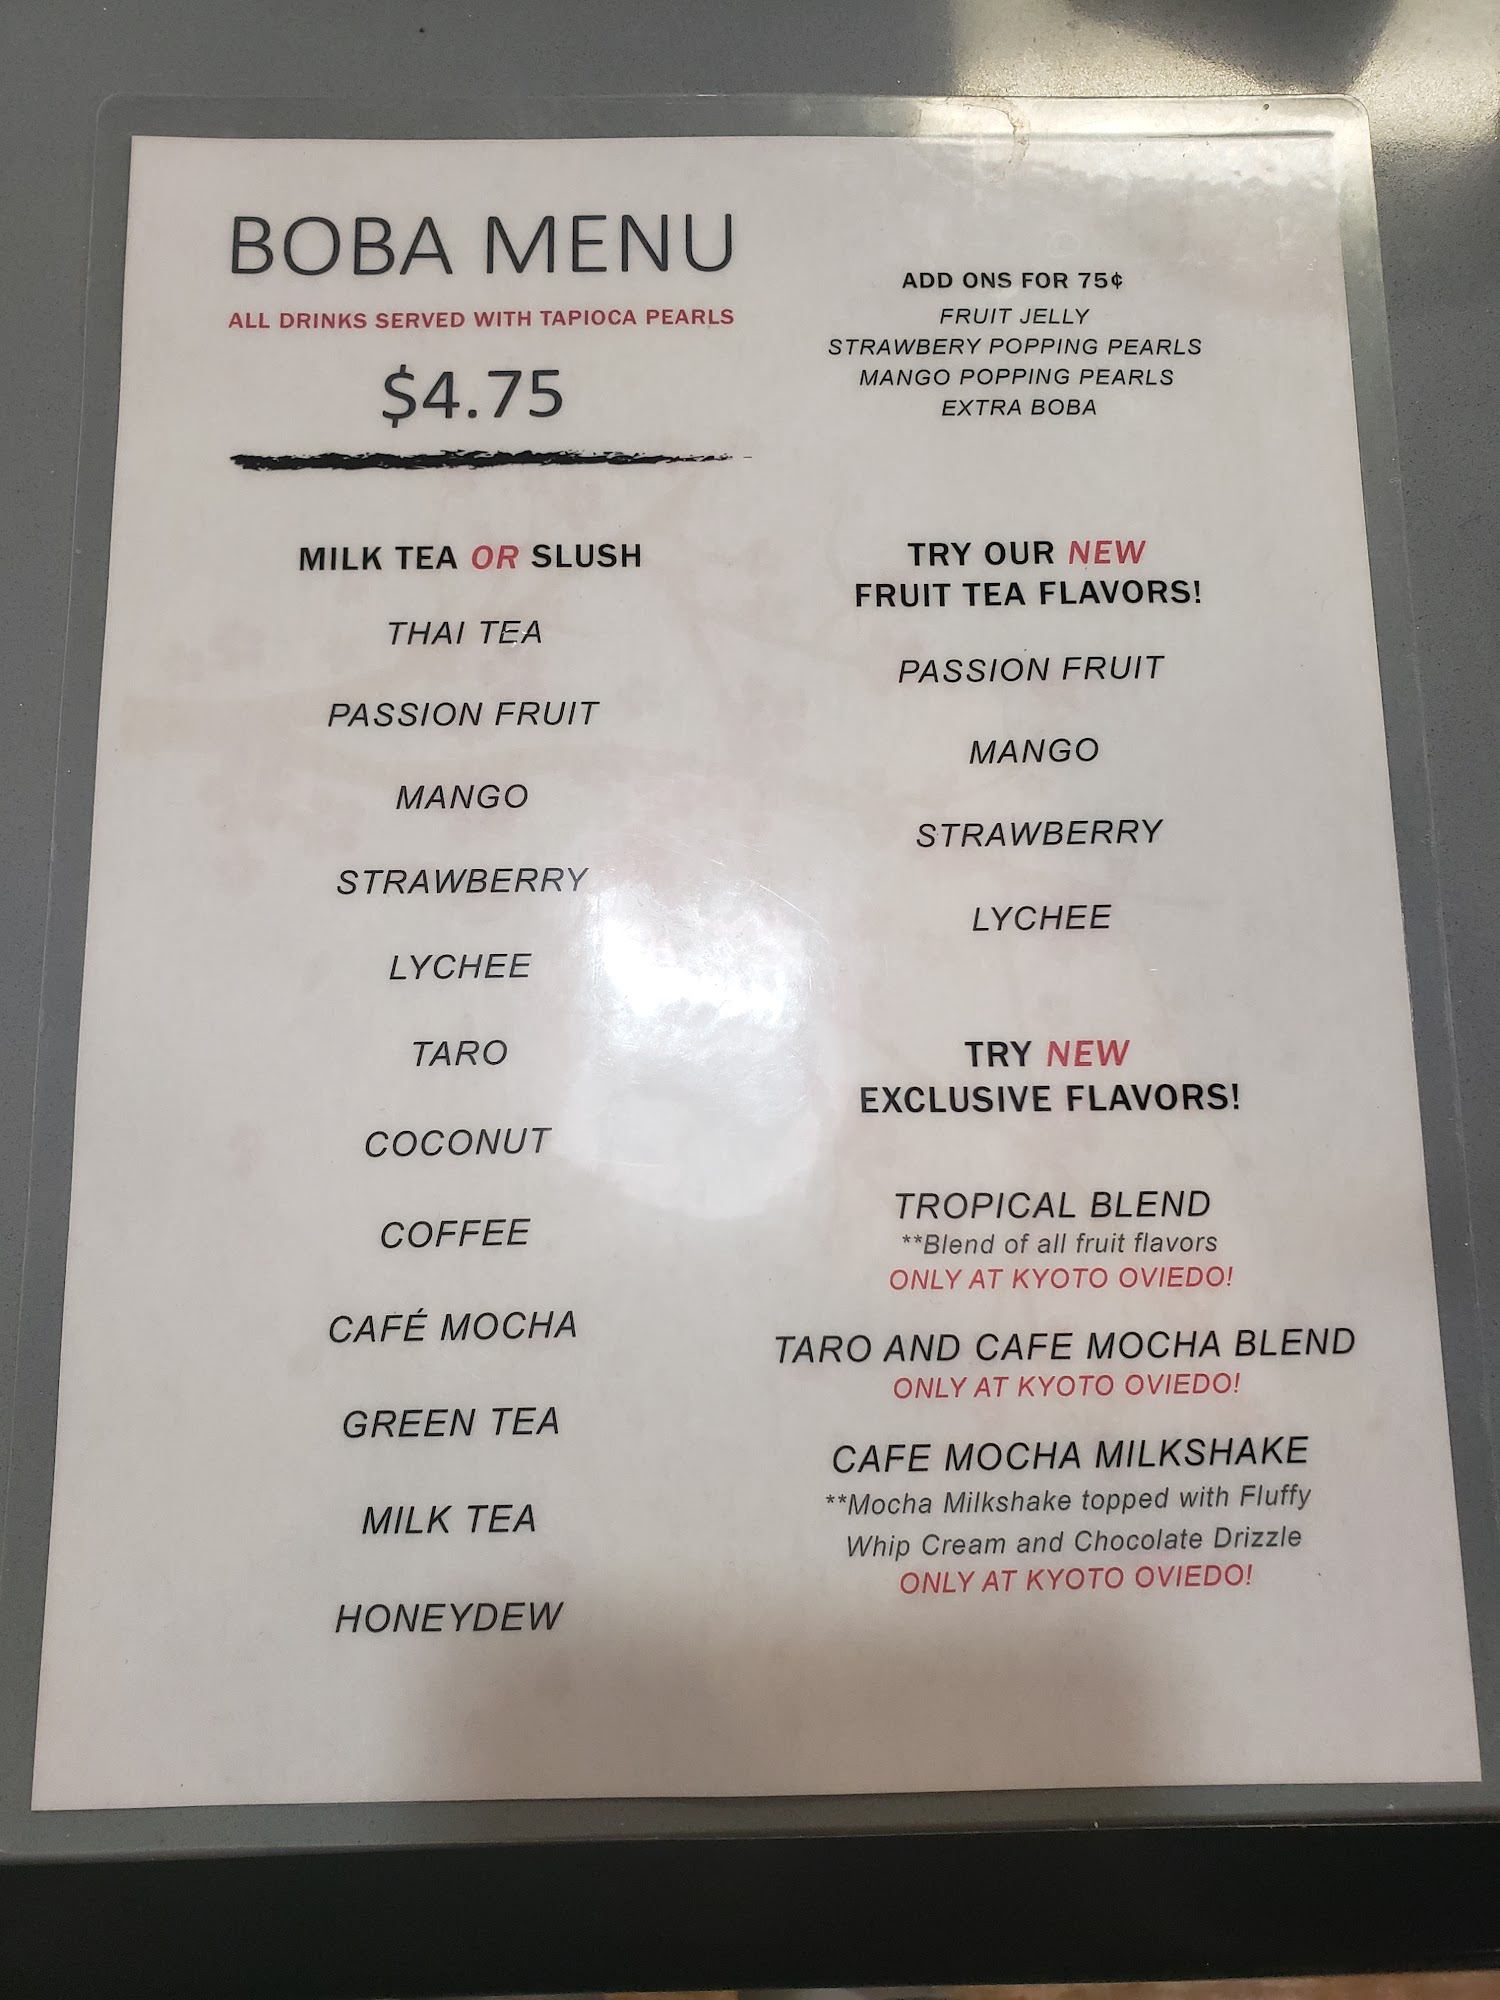 BOBA MENU
ALL DRINKS SERVED WITH TAPIOCA PEARLS
$4.75
ADD ONS FOR 75¢
FRUIT JELLY
STRAWBERY POPPING PEARLS
MANGO POPPING PEARLS
EXTRA BOBA
MILK TEA OR SLUSH
THAI TEA
PASSION FRUIT
MANGO
STRAWBERRY
LYCHEE
TARO
COCONUT
COFFEE
CAFÉ MOCHA
GREEN TEA
MILK TEA
HONEYDEW
TRY OUR NEW
FRUIT TEA FLAVORS!
PASSION FRUIT
MANGO
STRAWBERRY
LYCHEE
TRY NEW
EXCLUSIVE FLAVORS!
TROPICAL BLEND
**Blend of all fruit flavors
ONLY AT KYOTO OVIEDO!
TARO AND CAFE MOCHA BLEND
ONLY AT KYOTO OVIEDO!
CAFE MOCHA MILKSHAKE
**Mocha Milkshake topped with Fluffy
Whip Cream and Chocolate Drizzle
ONLY AT KYOTO OVIEDO!